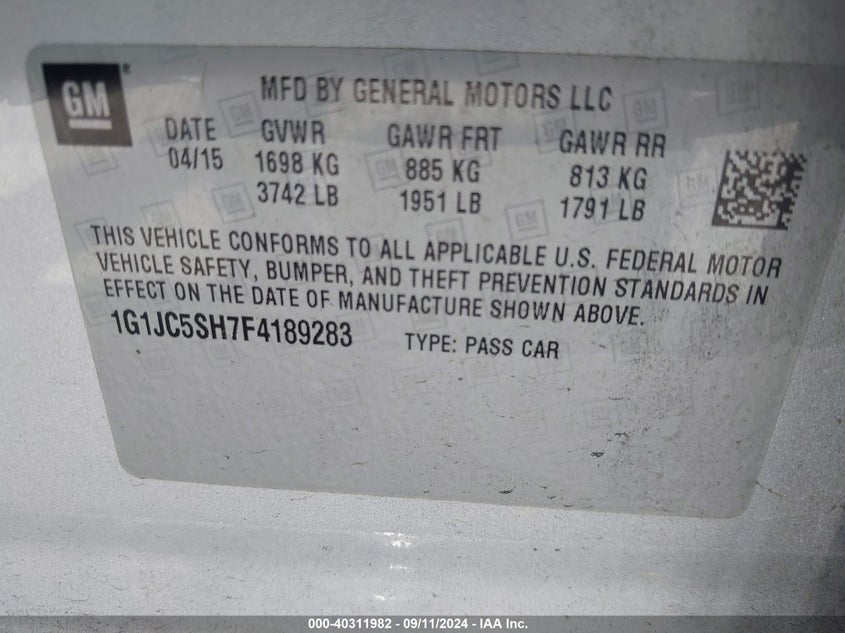 GM ®
MFD BY GENERAL MOTORS LLC
DATE GVWR GAWR FRT GAWR RR
04/15 1698 KG 885 KG 813 KG
3742 LB 1951 LB 1791 LB
THIS VEHICLE CONFORMS TO ALL APPLICABLE U.S. FEDERAL MOTOR
VEHICLE SAFETY, BUMPER, AND THEFT PREVENTION STANDARDS IN
EFFECT ON THE DATE OF MANUFACTURE SHOWN ABOVE.
1G1JC5SH7F4189283 TYPE: PASS CAR
000-40311982 - 09/11/2024 - IAA Inc.